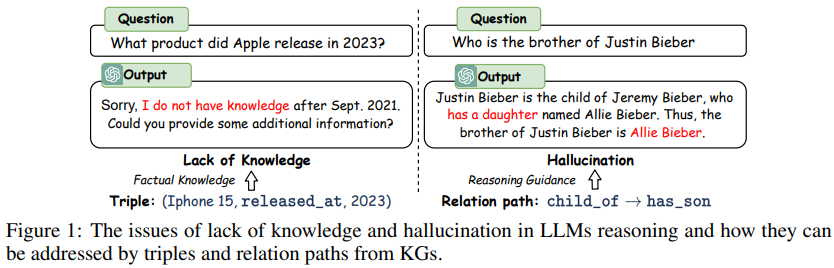 Question
What product did Apple release in 2023?
Output
Sorry, I do not have knowledge after Sept. 2021.
Could you provide some additional information?
Lack of Knowledge
Factual Knowledge
Triple: (Iphone 15, released_at, 2023)
Question
Who is the brother of Justin Bieber
Output
Justin Bieber is the child of Jeremy Bieber, who
has a daughter named Allie Bieber. Thus, the
brother of Justin Bieber is Allie Bieber.
Hallucination
Reasoning Guidance
Relation path: child_of → has_son
Figure 1: The issues of lack of knowledge and hallucination in LLMs reasoning and how they can
be addressed by triples and relation paths from KGs.